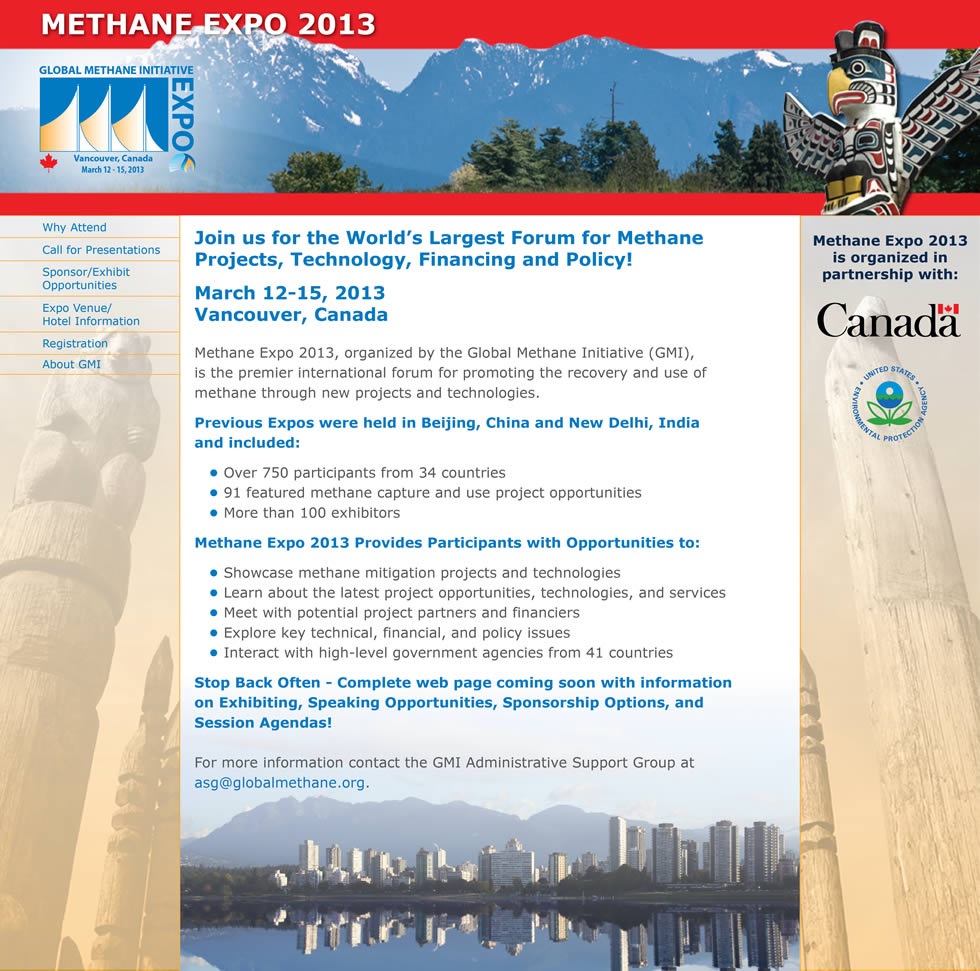 METHANE EXPO 2013
GLOBAL METHANE INITIATIVE
EXPO
Vancouver, Canada
March 12 - 15, 2013
Why Attend
Call for Presentations
Sponsor/Exhibit
Opportunities
Expo Venue/
Hotel Information
Registration
About GMI
Join us for the World’s Largest Forum for Methane
Projects, Technology, Financing and Policy!
March 12-15, 2013
Vancouver, Canada
Methane Expo 2013, organized by the Global Methane Initiative (GMI),
is the premier international forum for promoting the recovery and use of
methane through new projects and technologies.
Previous Expos were held in Beijing, China and New Delhi, India
and included:
• Over 750 participants from 34 countries
• 91 featured methane capture and use project opportunities
• More than 100 exhibitors
Methane Expo 2013 Provides Participants with Opportunities to:
• Showcase methane mitigation projects and technologies
• Learn about the latest project opportunities, technologies, and services
• Meet with potential project partners and financiers
• Explore key technical, financial, and policy issues
• Interact with high-level government agencies from 41 countries
Stop Back Often - Complete web page coming soon with information
on Exhibiting, Speaking Opportunities, Sponsorship Options, and
Session Agendas!
For more information contact the GMI Administrative Support Group at
asg@globalmethane.org.
Methane Expo 2013
is organized in
partnership with:
Canada
UNITED STATES
ENVIRONMENTAL PROTECTION AGENCY